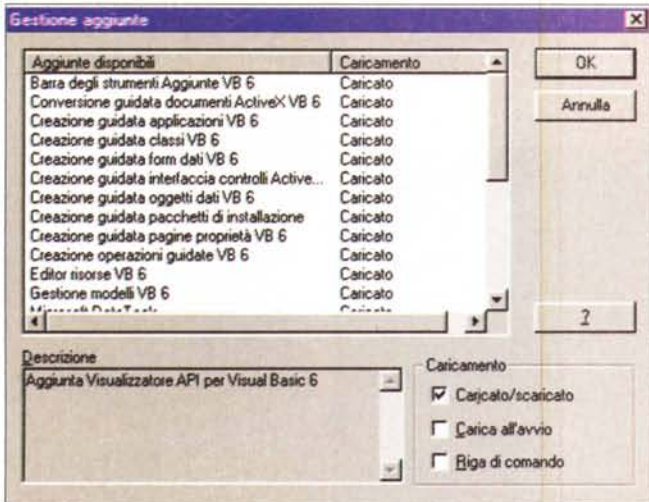 Gestione aggiunte
Aggiunte disponibili Caricamento
Barra degli strumenti Aggiunte VB 6 Caricato
Conversione guidata documenti ActiveX VB 6 Caricato
Creazione guidata applicazioni VB 6 Caricato
Creazione guidata classi VB 6 Caricato
Creazione guidata form dati VB 6 Caricato
Creazione guidata interfaccia controlli Active... Caricato
Creazione guidata oggetti dati VB 6 Caricato
Creazione guidata pacchetti di installazione Caricato
Creazione guidata pagine proprietà VB 6 Caricato
Creazione operazioni guidate VB 6 Caricato
Editor risorse VB 6 Caricato
Gestione modelli VB 6 Caricato
OK
Annulla
?
Descrizione
Aggiunta Visualizzatore API per Visual Basic 6
Caricamento
Caricato/scaricato
Carica all'avvio
Riga di comando